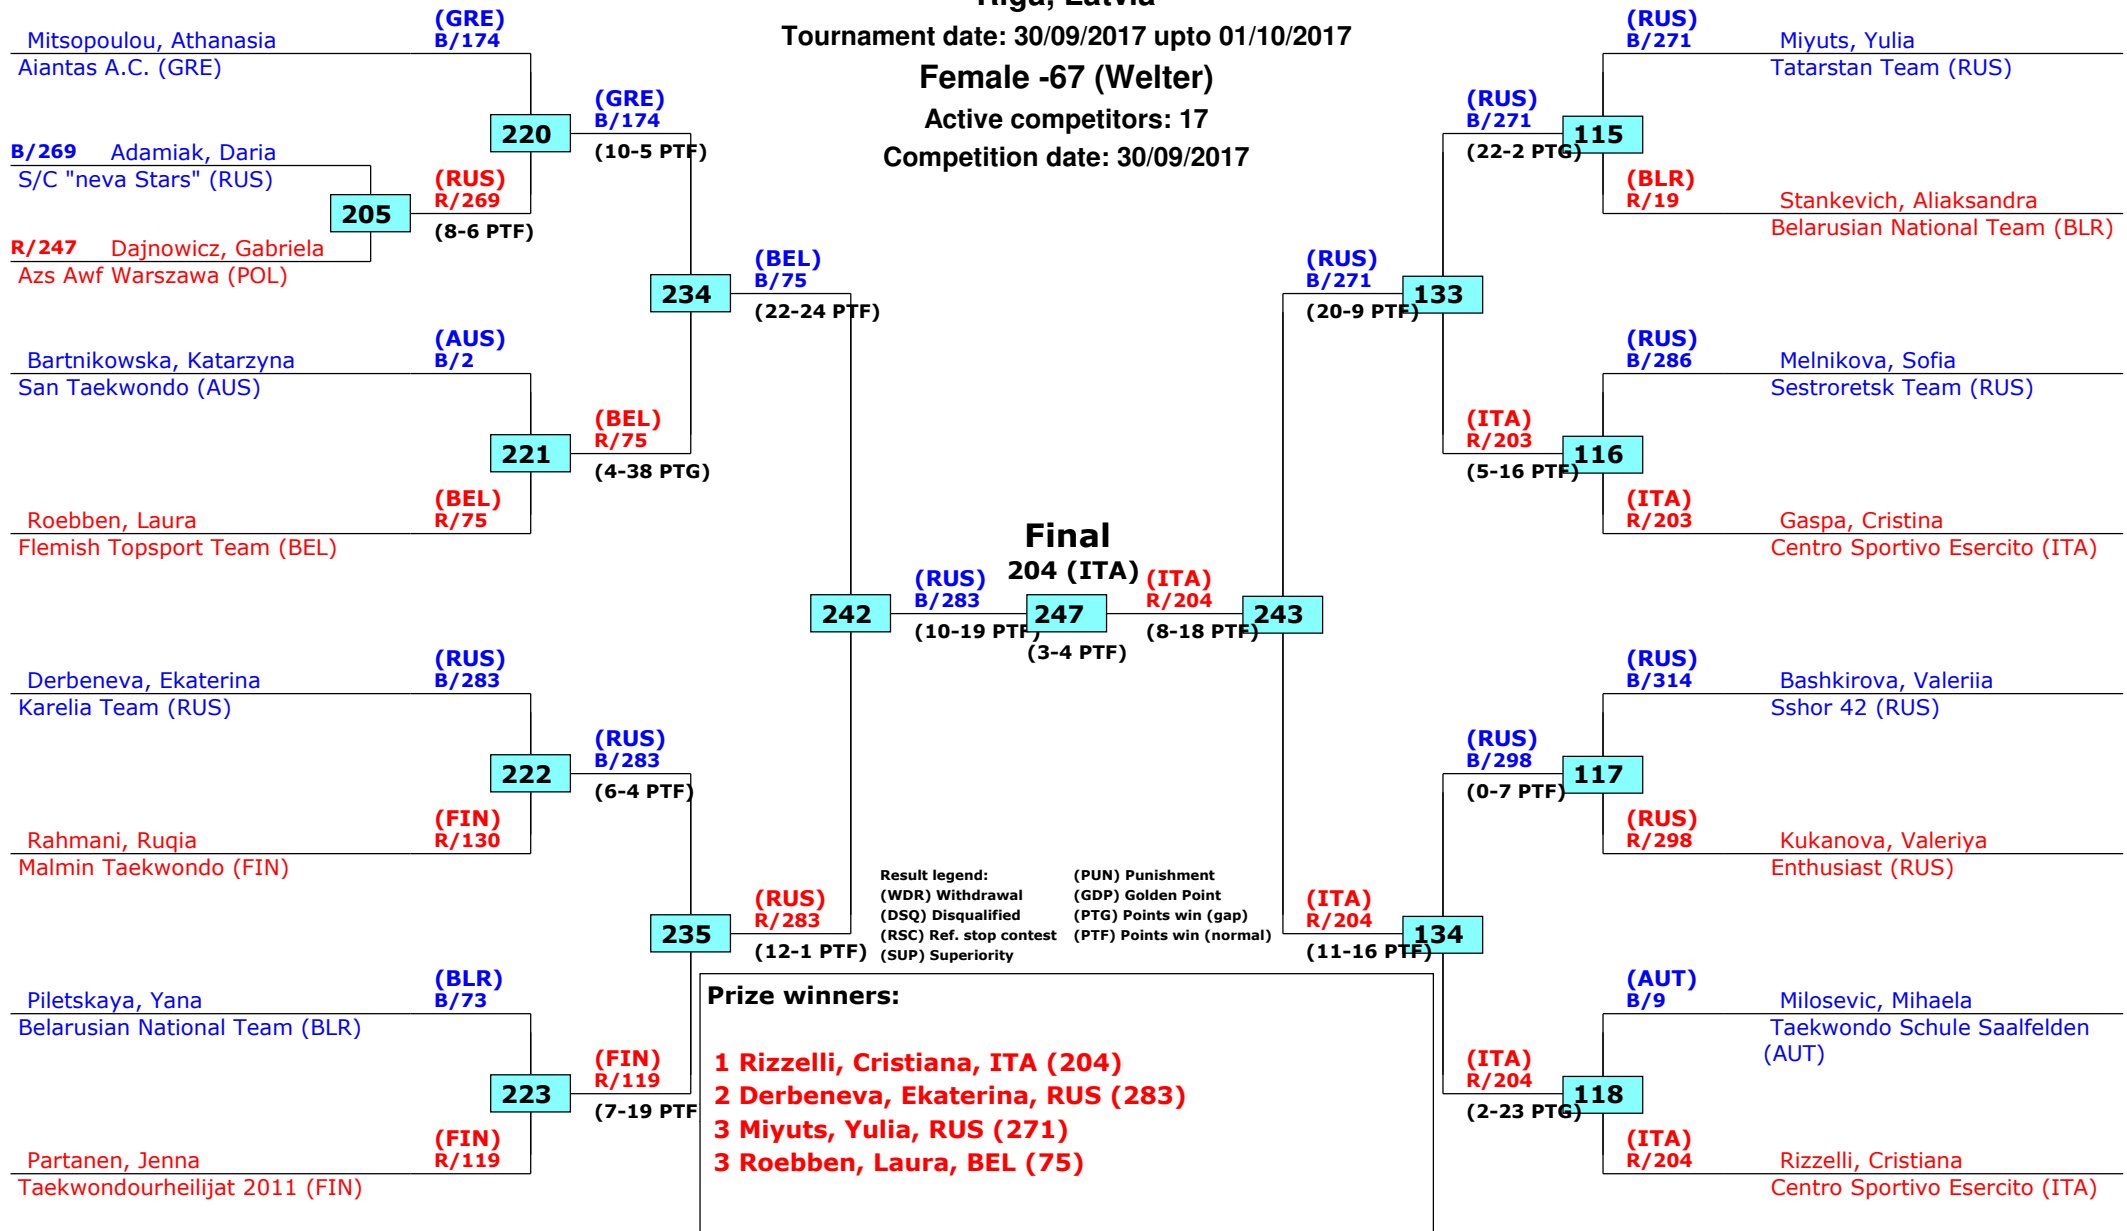 Riga, Latvia
Tournament date: 30/09/2017 upto 01/10/2017
Female -67 (Welter)
Active competitors: 17
Competition date: 30/09/2017
(GRE)
Mitsopoulou, Athanasia B/174
Aiantas A.C. (GRE)
B/269 Adamiak, Daria
S/C "neva Stars" (RUS)
205
R/247 Dajnowicz, Gabriela
Azs Awf Warszawa (POL)
(RUS)
R/269
(8-6 PTF)
220
(GRE)
B/174
(10-5 PTF)
(AUS)
Bartnikowska, Katarzyna B/2
San Taekwondo (AUS)
221
(BEL)
Roebben, Laura R/75
Flemish Topsport Team (BEL)
(BEL)
R/75
(4-38 PTG)
234
(BEL)
B/75
(22-24 PTF)
(RUS)
Derbeneva, Ekaterina B/283
Karelia Team (RUS)
222
(FIN)
Rahmani, Ruqia R/130
Malmin Taekwondo (FIN)
(RUS)
B/283
(6-4 PTF)
235
(RUS)
R/283
(12-1 PTF)
(BLR)
Piletskaya, Yana B/73
Belarusian National Team (BLR)
223
(FIN)
Partanen, Jenna R/119
Taekwondourheilijat 2011 (FIN)
(FIN)
R/119
(7-19 PTF
242
(RUS)
B/283
(10-19 PTF)
Final
204 (ITA)
247
(3-4 PTF)
(ITA)
R/204
(8-18 PTF)
243
(RUS)
B/271
(20-9 PTF)
133
(RUS)
B/271
(22-2 PTG)
115
(RUS)
B/271 Miyuts, Yulia
Tatarstan Team (RUS)
(BLR)
R/19 Stankevich, Aliaksandra
Belarusian National Team (BLR)
(ITA)
R/203
(5-16 PTF)
116
(RUS)
B/286 Melnikova, Sofia
Sestroretsk Team (RUS)
(ITA)
R/203 Gaspa, Cristina
Centro Sportivo Esercito (ITA)
(ITA)
R/204
(11-16 PTF)
134
(RUS)
B/298
(0-7 PTF)
117
(RUS)
B/314 Bashkirova, Valeriia
Sshor 42 (RUS)
(RUS)
R/298 Kukanova, Valeriya
Enthusiast (RUS)
(ITA)
R/204
(2-23 PTG)
118
(AUT)
B/9 Milosevic, Mihaela
Taekwondo Schule Saalfelden
(AUT)
(ITA)
R/204 Rizzelli, Cristiana
Centro Sportivo Esercito (ITA)
Result legend: (PUN) Punishment
(WDR) Withdrawal (GDP) Golden Point
(DSQ) Disqualified (PTG) Points win (gap)
(RSC) Ref. stop contest (PTF) Points win (normal)
(SUP) Superiority
Prize winners:
1 Rizzelli, Cristiana, ITA (204)
2 Derbeneva, Ekaterina, RUS (283)
3 Miyuts, Yulia, RUS (271)
3 Roebben, Laura, BEL (75)